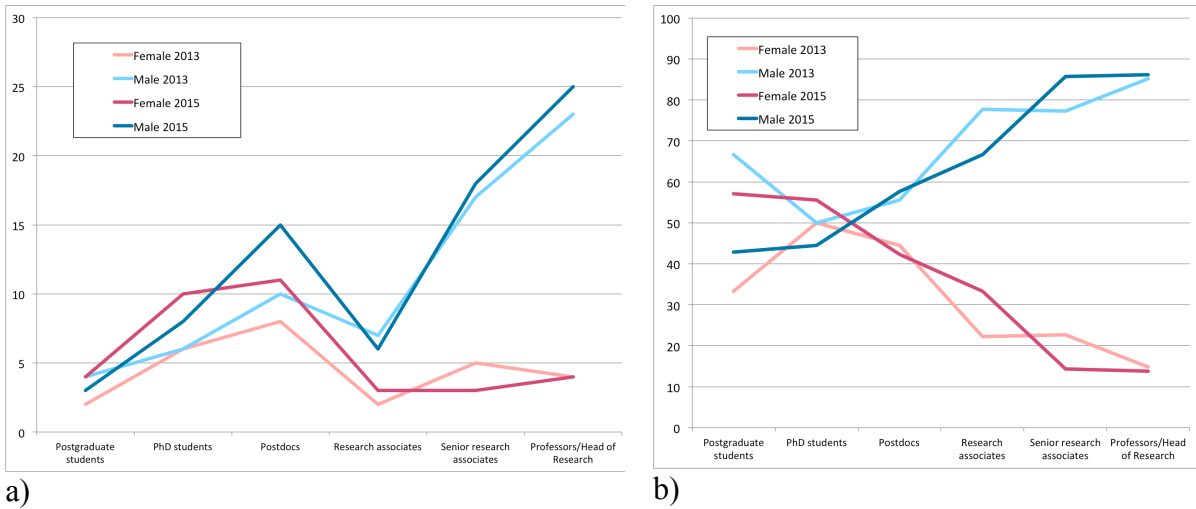 30
25
20
15
10
5
0
Female 2013
Male 2013
Female 2015
Male 2015
Postgraduate
students
PhD students
Postdocs
Research associates
Senior research
associates
Professors/Head of
Research
a)
100
90
80
70
60
50
40
30
20
10
0
Female 2013
Male 2013
Female 2015
Male 2015
Postgraduate
students
PhD students
Postdocs
Research
associates
Senior research
associates
Professors/Head
of Research
b)